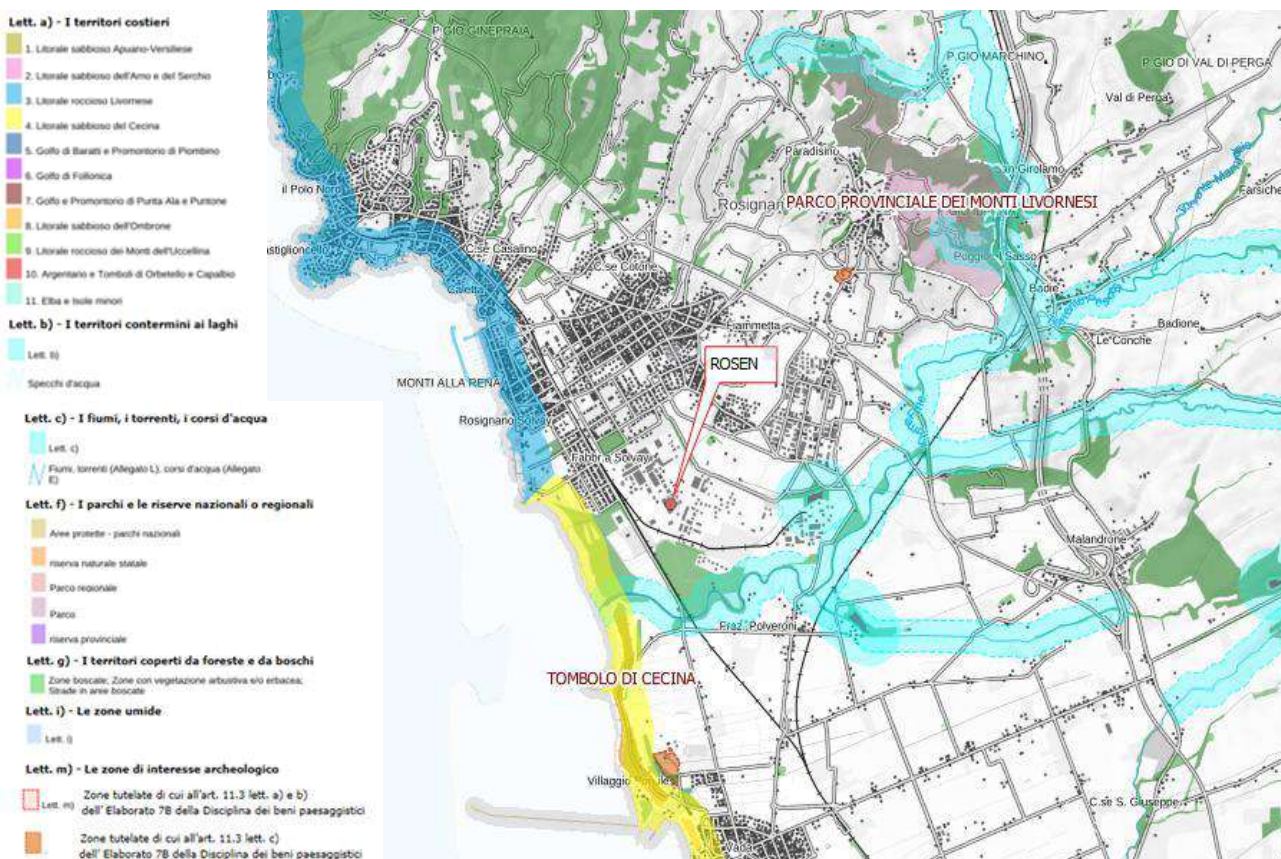 Lett. a) - I territori costieri
1. Litorale sabbioso Apuano-Versiliese
2. Litorale sabbioso dell'Arno e del Serchio
3. Litorale roccioso Livornese
4. Litorale sabbioso del Cecina
5. Golfo di Baratti e Promontorio di Piombino
6. Golfo di Follonica
7. Golfo e Promontorio di Punta Ala e Puntone
8. Litorale sabbioso dell'Ombrone
9. Litorale roccioso dei Monti dell'Uccellina
10. Argentario e Tomboli di Orbetello e Capalbio
11. Elba e Isole minori
Lett. b) - I territori contermini ai laghi
Lett. b)
Specchi d'acqua
Lett. c) - I fiumi, i torrenti, i corsi d'acqua
Lett. c)
Fiumi, torrenti (Allegato L), corsi d'acqua (Allegato
E)
Lett. f) - I parchi e le riserve nazionali o regionali
Aree protette - parchi nazionali
riserva naturale statale
Parco regionale
Parco
riserva provinciale
Lett. g) - I territori coperti da foreste e da boschi
Zone boscate; Zone con vegetazione arbustiva e/o erbacea;
Strade in aree boscate
Lett. i) - Le zone umide
Lett. i)
Lett. m) - Le zone di interesse archeologico
Lett. m)
Zone tutelate di cui all'art. 11.3 lett. a) e b)
dell' Elaborato 7B della Disciplina dei beni paesaggistici
Zone tutelate di cui all'art. 11.3 lett. c)
dell' Elaborato 7B della Disciplina dei beni paesaggistici
P.GIO GINEPRAIA
P.GIO MARCHINO
P.GIO DI VAL DI PERGA
Val di Perga
Paradisino
Girolamo
Farsiche
il Polo Nord
Rosignan
PARCO PROVINCIALE DEI MONTI LIVORNESI
astiglioncello
C.se Casalino
C.se Cotone
Poggio
Sasso
Caletta
Badie
Badione
Le Conche
Fiammetta
ROSEN
MONTI ALLA RENA
Rosignano Solvay
Fabbr.a Solvay
Malandrone
Fraz. Polveroni
TOMBOLO DI CECINA
Villaggio
C.se S. Giuseppe
Vada